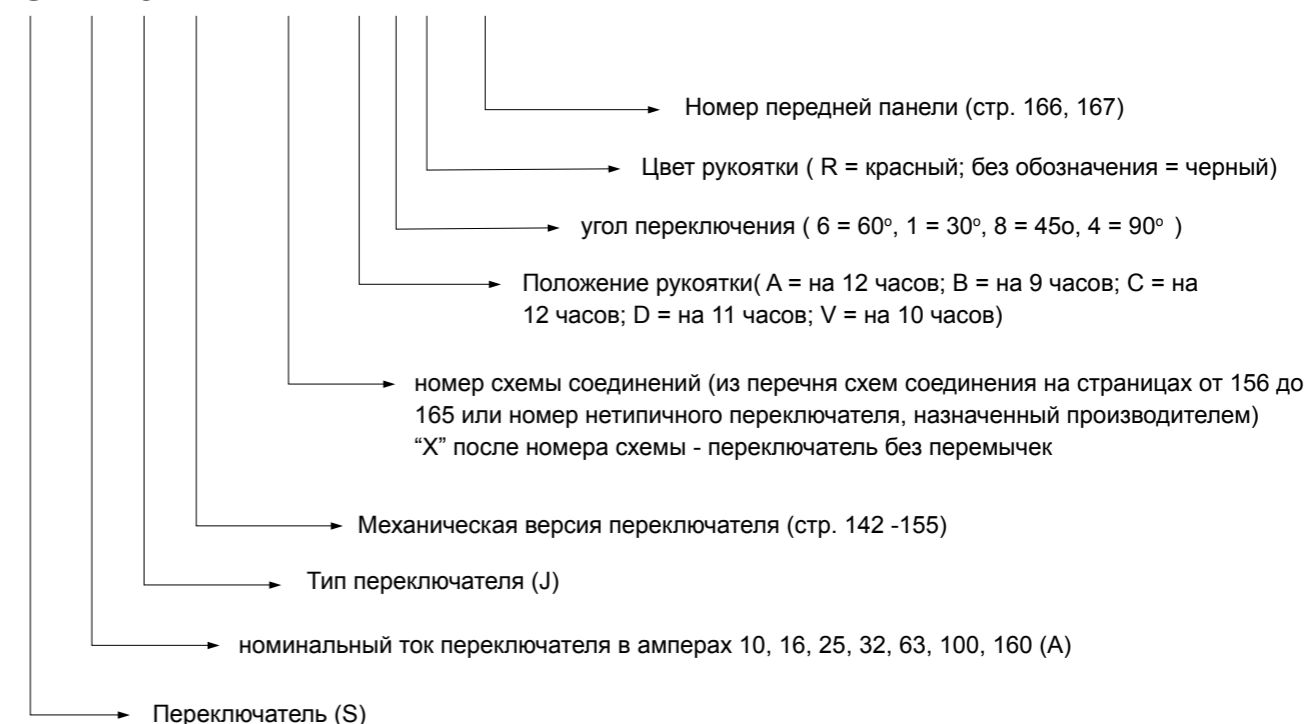 Номер передней панели (стр. 166, 167)
Цвет рукоятки ( R = красный; без обозначения = черный)
угол переключения ( 6 = 60º, 1 = 30º, 8 = 45o, 4 = 90º )
Положение рукоятки( A = на 12 часов; B = на 9 часов; C = на
12 часов; D = на 11 часов; V = на 10 часов)
номер схемы соединений (из перечня схем соединения на страницах от 156 до
165 или номер нетипичного переключателя, назначенный производителем)
“X” после номера схемы - переключатель без перемычек
Механическая версия переключателя (стр. 142 -155)
Тип переключателя (J)
номинальный ток переключателя в амперах 10, 16, 25, 32, 63, 100, 160 (A)
Переключатель (S)